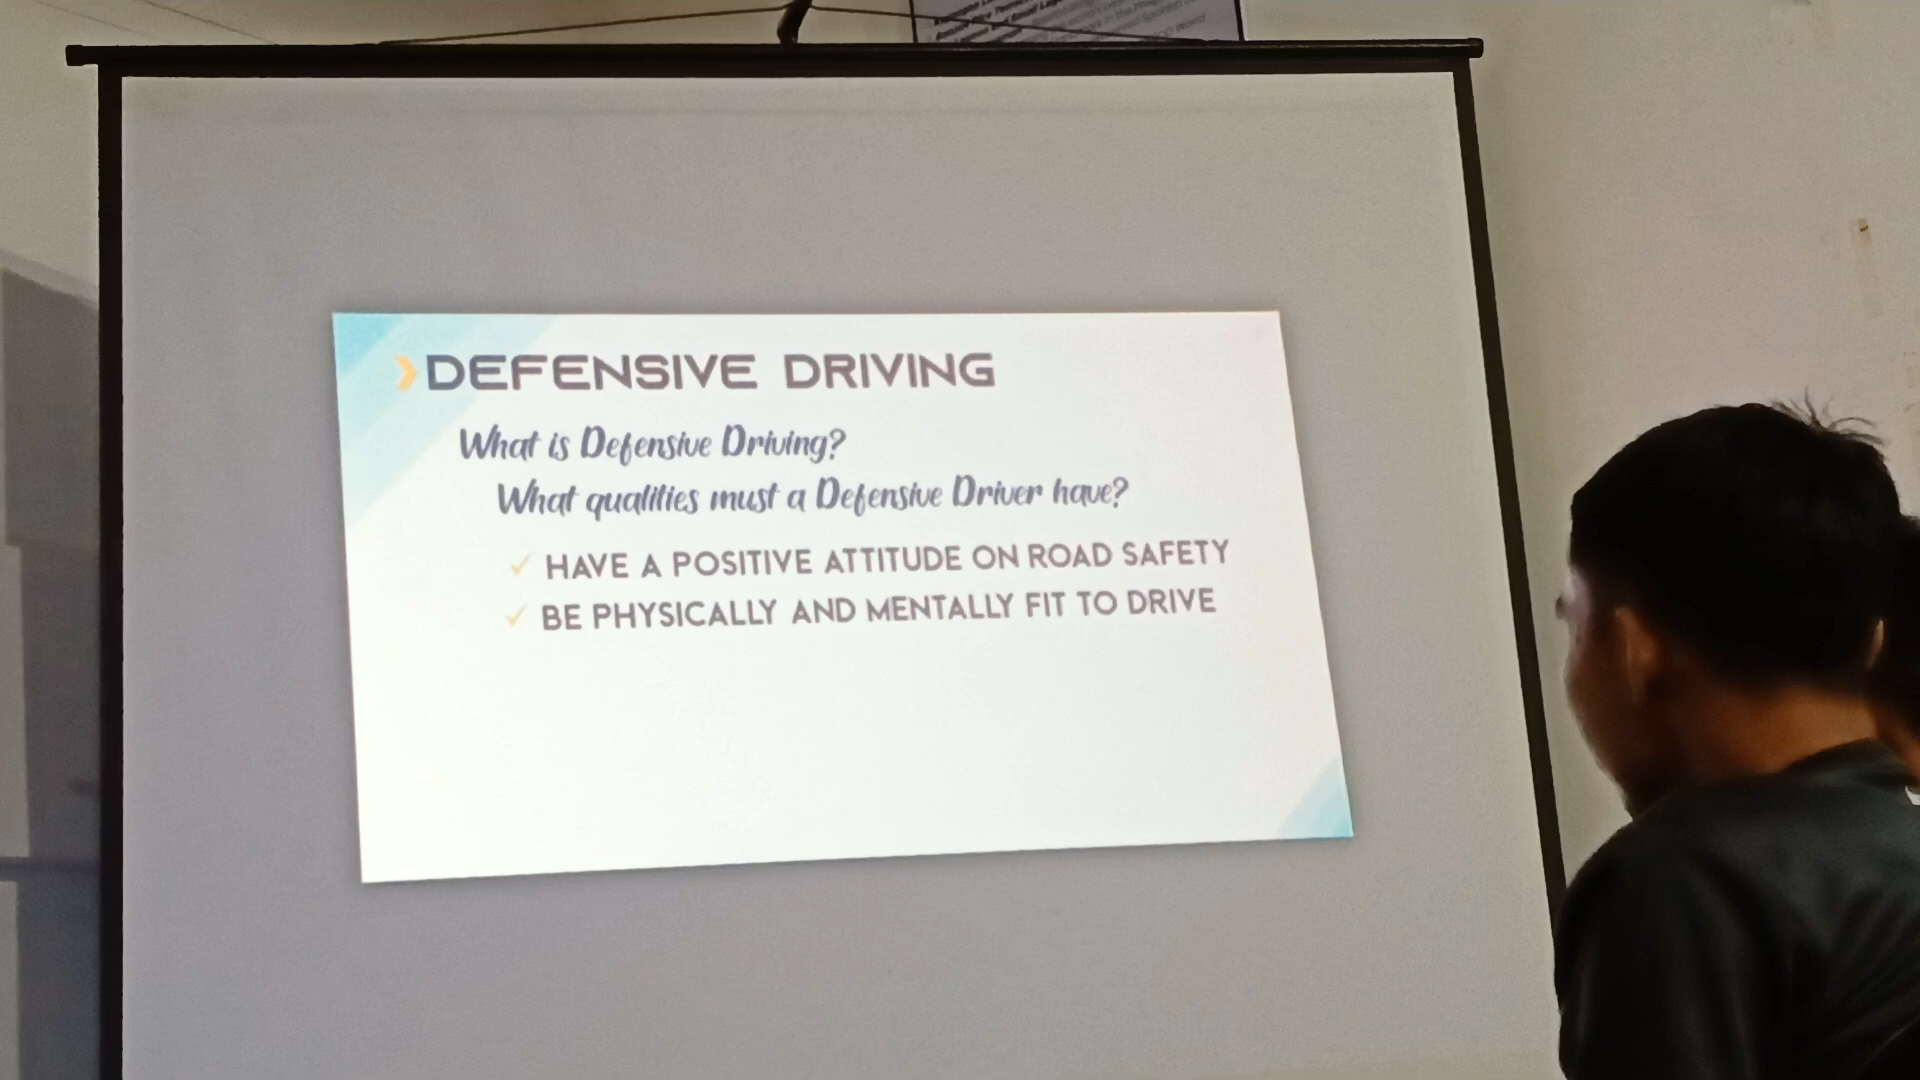 DEFENSIVE DRIVING
What is Defensive Driving?
What qualities must a Defensive Driver have?
HAVE A POSITIVE ATTITUDE ON ROAD SAFETY
BE PHYSICALLY AND MENTALLY FIT TO DRIVE